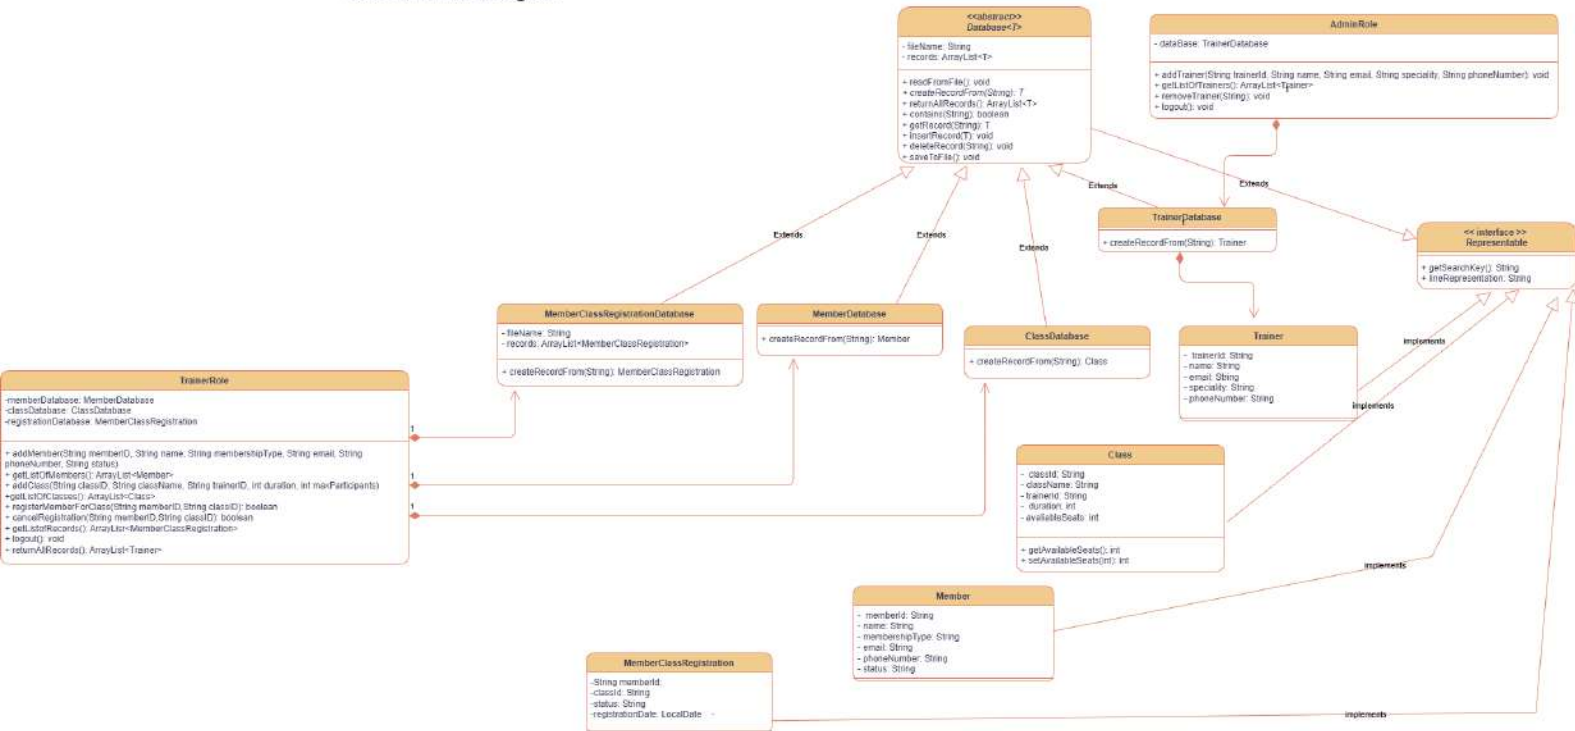 <<abstract>>
Database<T>
- fileName: String
- records: ArrayList<T>
+ readFromFile(): void
+ createRecordFrom(String): T
+ returnAllRecords(): ArrayList<T>
+ contains(String): boolean
+ getRecord(String): T
+ insertRecord(T): void
+ deleteRecord(String): void
+ saveToFile(): void
AdminRole
- dataBase: TrainerDatabase
+ addTrainer(String trainerId, String name, String email, String speciality, String phoneNumber): void
+ getListOfTrainers(): ArrayList<Trainer>
+ removeTrainer(String): void
+ logout(): void
Extends
Extends
Extends
Extends
Extends
TrainerDatabase
+ createRecordFrom(String): Trainer
<< interface >>
Representable
+ getSearchKey(): String
+ lineRepresentation: String
MemberClassRegistrationDatabase
- fileName: String
- records: ArrayList<MemberClassRegistration>
+ createRecordFrom(String): MemberClassRegistration
MemberDatabase
+ createRecordFrom(String): Member
ClassDatabase
+ createRecordFrom(String): Class
Trainer
- trainerId: String
- name: String
- email: String
- speciality: String
- phoneNumber: String
implements
implements
TrainerRole
-memberDatabase: MemberDatabase
-classDatabase: ClassDatabase
-registrationDatabase: MemberClassRegistration
+ addMember(String memberID, String name, String membershipType, String email, String
phoneNumber, String status)
+ getListOfMembers(): ArrayList<Member>
+ addClass(String classID, String className, String trainerID, int duration, int maxParticipants)
+getListOfClasses(): ArrayList<Class>
+ registerMemberForClass(String memberID,String classID): boolean
+ cancelRegistration(String memberID,String classID): boolean
+ getListofRecords(): ArrayList<MemberClassRegistration>
+ logout(): void
+ returnAllRecords(): ArrayList<Trainer>
1
1
1
Class
- classId: String
- className: String
- trainerId: String
- duration: int
- availableSeats: int
+ getAvailableSeats(): int
+ setAvailableSeats(int): int
implements
Member
- memberId: String
- name: String
- membershipType: String
- email: String
- phoneNumber: String
- status: String
MemberClassRegistration
-String memberId:
-classId: String
-status: String
-registrationDate: LocalDate -
implements